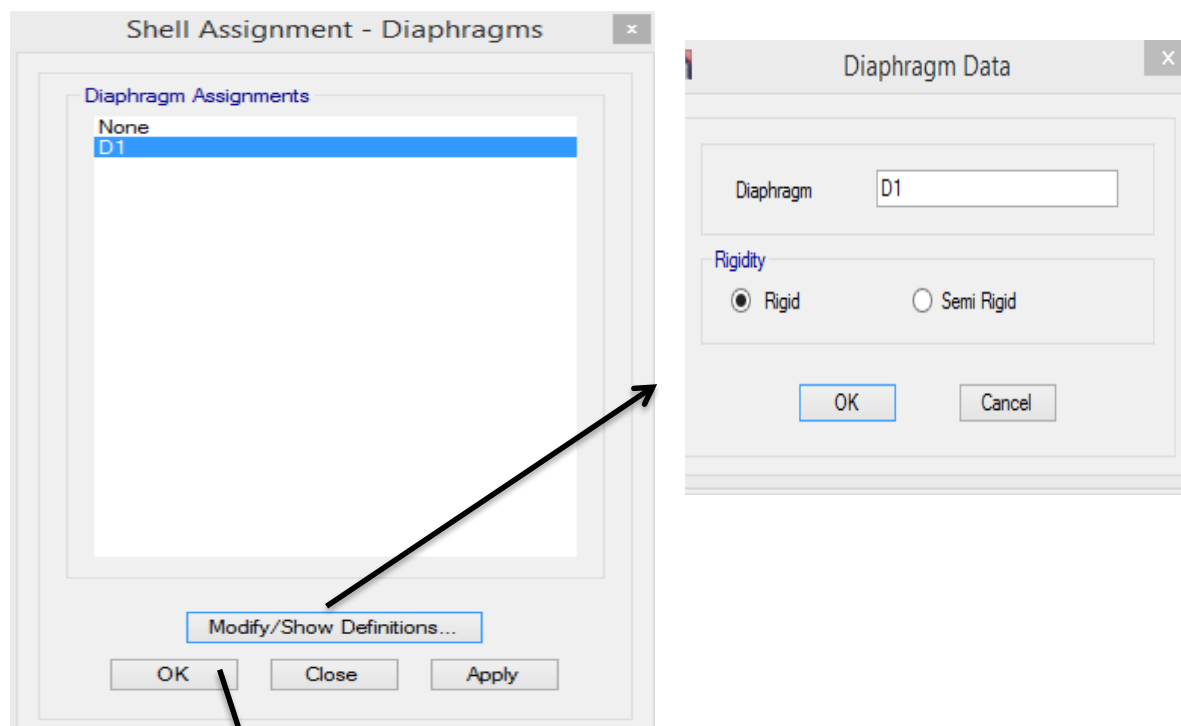 Shell Assignment - Diaphragms
x
Diaphragm Assignments
None
D1
Modify/Show Definitions...
OK Close Apply
Diaphragm Data
x
Diaphragm D1
Rigidity
Rigid Semi Rigid
OK Cancel